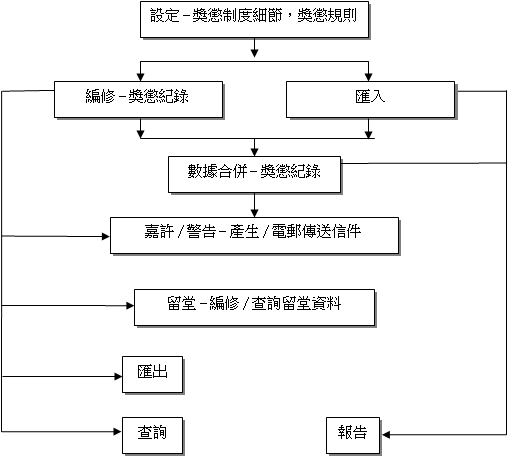 設定 – 獎懲制度細節，獎懲規則
編修 – 獎懲紀錄
匯入
數據合併 – 獎懲紀錄
嘉許 / 警告 – 產生 / 電郵傳送信件
留堂 – 編修 / 查詢留堂資料
匯出
查詢
報告